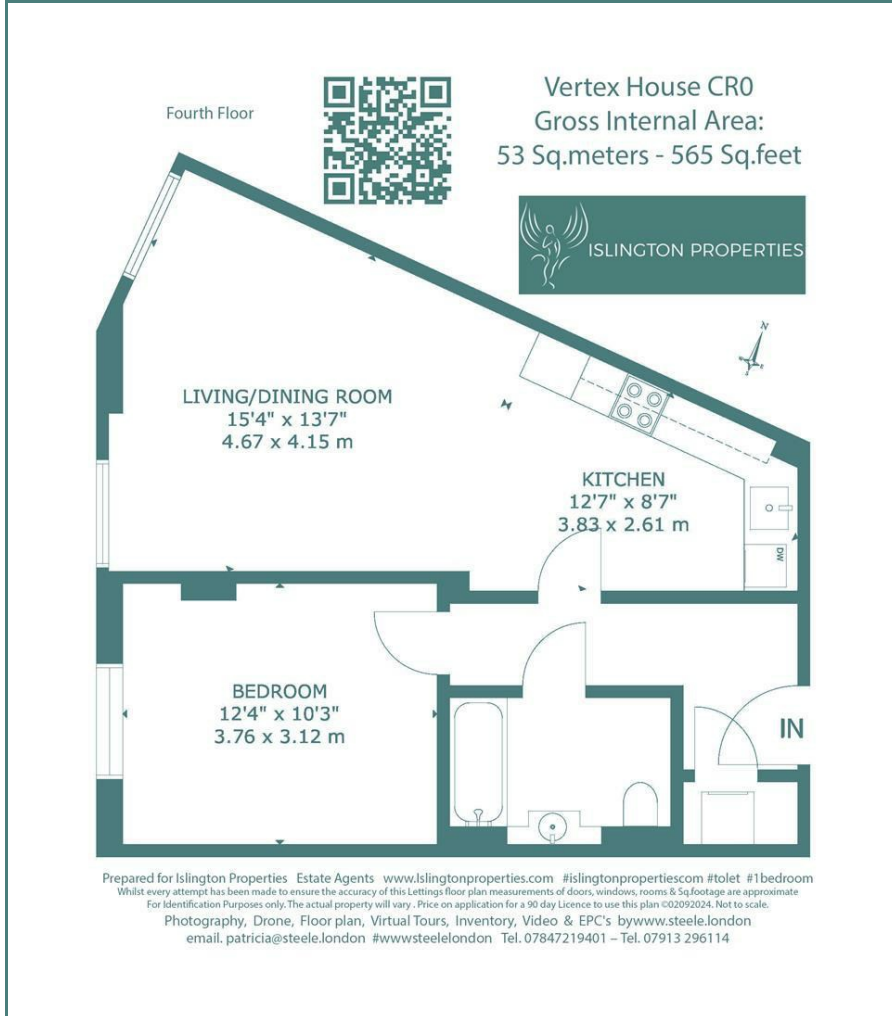 Fourth Floor
Vertex House CR0
Gross Internal Area:
53 Sq.meters - 565 Sq.feet
ISLINGTON PROPERTIES
N
S
E
LIVING/DINING ROOM
15'4" x 13'7"
4.67 x 4.15 m
KITCHEN
12'7" x 8'7"
3.83 x 2.61 m
DW
BEDROOM
12'4" x 10'3"
3.76 x 3.12 m
IN
Prepared for Islington Properties Estate Agents www.Islingtonproperties.com #islingtonpropertiescom #tolet #1bedroom
Whilst every attempt has been made to ensure the accuracy of this Lettings floor plan measurements of doors, windows, rooms & Sq.footage are approximate
For Identification Purposes only. The actual property will vary . Price on application for a 90 day Licence to use this plan ©02092024. Not to scale.
Photography, Drone, Floor plan, Virtual Tours, Inventory, Video & EPC's bywww.steele.london
email. patricia@steele.london #wwwsteelelondon Tel. 07847219401 – Tel. 07913 296114